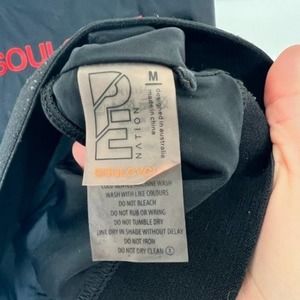 SOUL
PE
NATION
M
designed in australia
made in china
COLD GENTLE MACHINE WASH
WASH WITH LIKE COLOURS
DO NOT BLEACH
DO NOT RUB OR WRING
DO NOT TUMBLE DRY
LINE DRY IN SHADE WITHOUT DELAY
DO NOT IRON
DO NOT DRY CLEAN